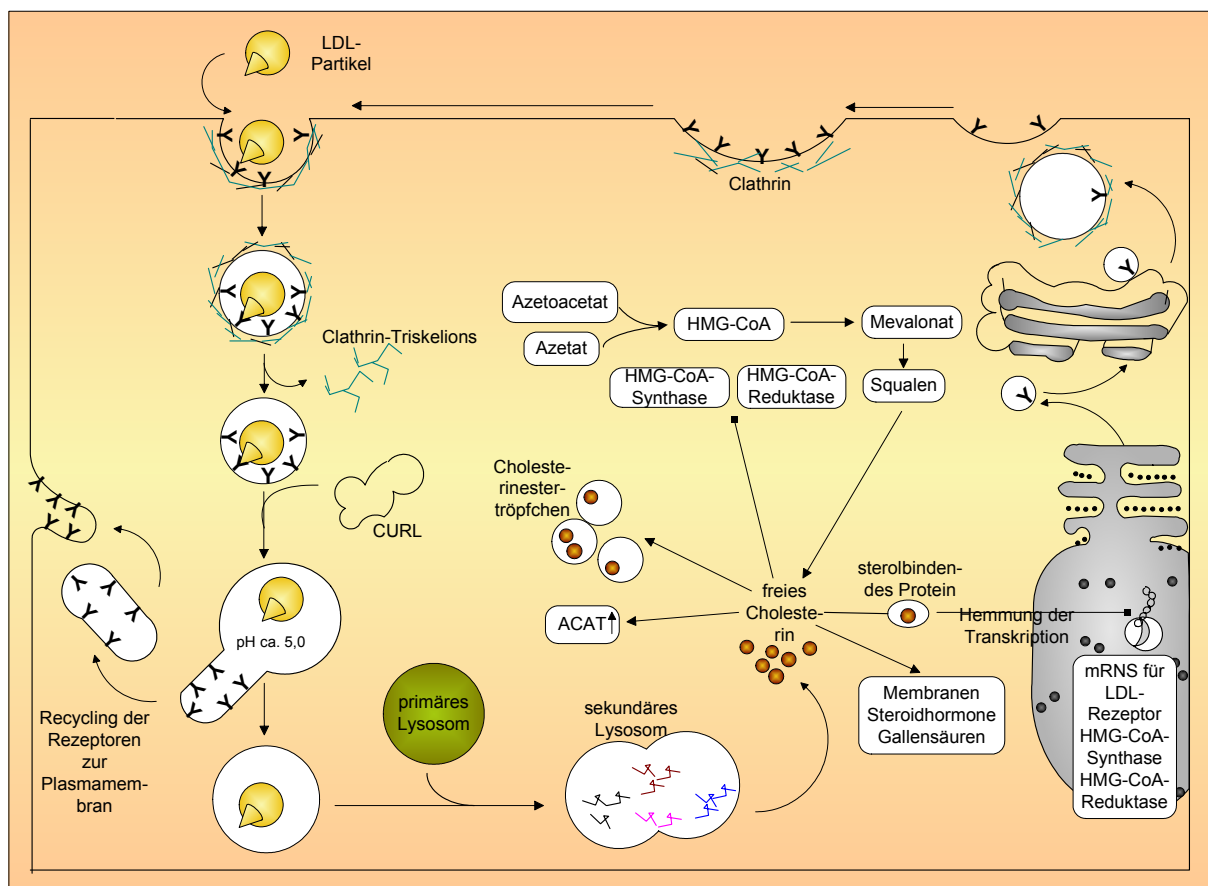 LDL-
Partikel
Clathrin
Azetoacetat
Azetat
HMG-CoA
Mevalonat
Clathrin-Triskelions
HMG-CoA-
Synthase
HMG-CoA-
Reduktase
Squalen
Choleste-
rinester-
tröpfchen
CURL
freies
Choleste-
rin
sterolbinden-
des Protein
ACAT
Hemmung der
Transkription
pH ca. 5,0
mRNS für
LDL-
Rezeptor
HMG-CoA-
Synthase
HMG-CoA-
Reduktase
Membranen
Steroidhormone
Gallensäuren
primäres
Lysosom
sekundäres
Lysosom
Recycling der
Rezeptoren
zur
Plasmamem-
bran